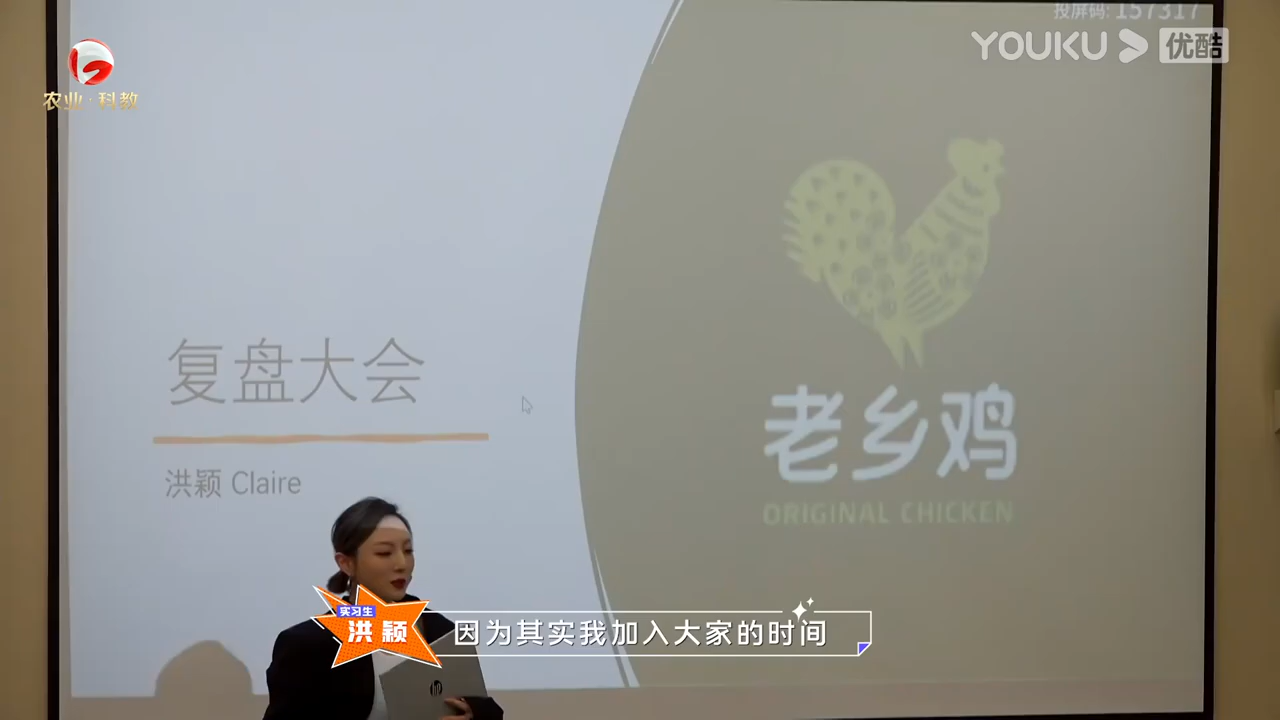 投屏码: 157317
YOUKU 优酷
农业·科教
复盘大会
洪颖 Claire
老乡鸡
ORIGINAL CHICKEN
实习生
洪颖
因为其实我加入大家的时间
hp